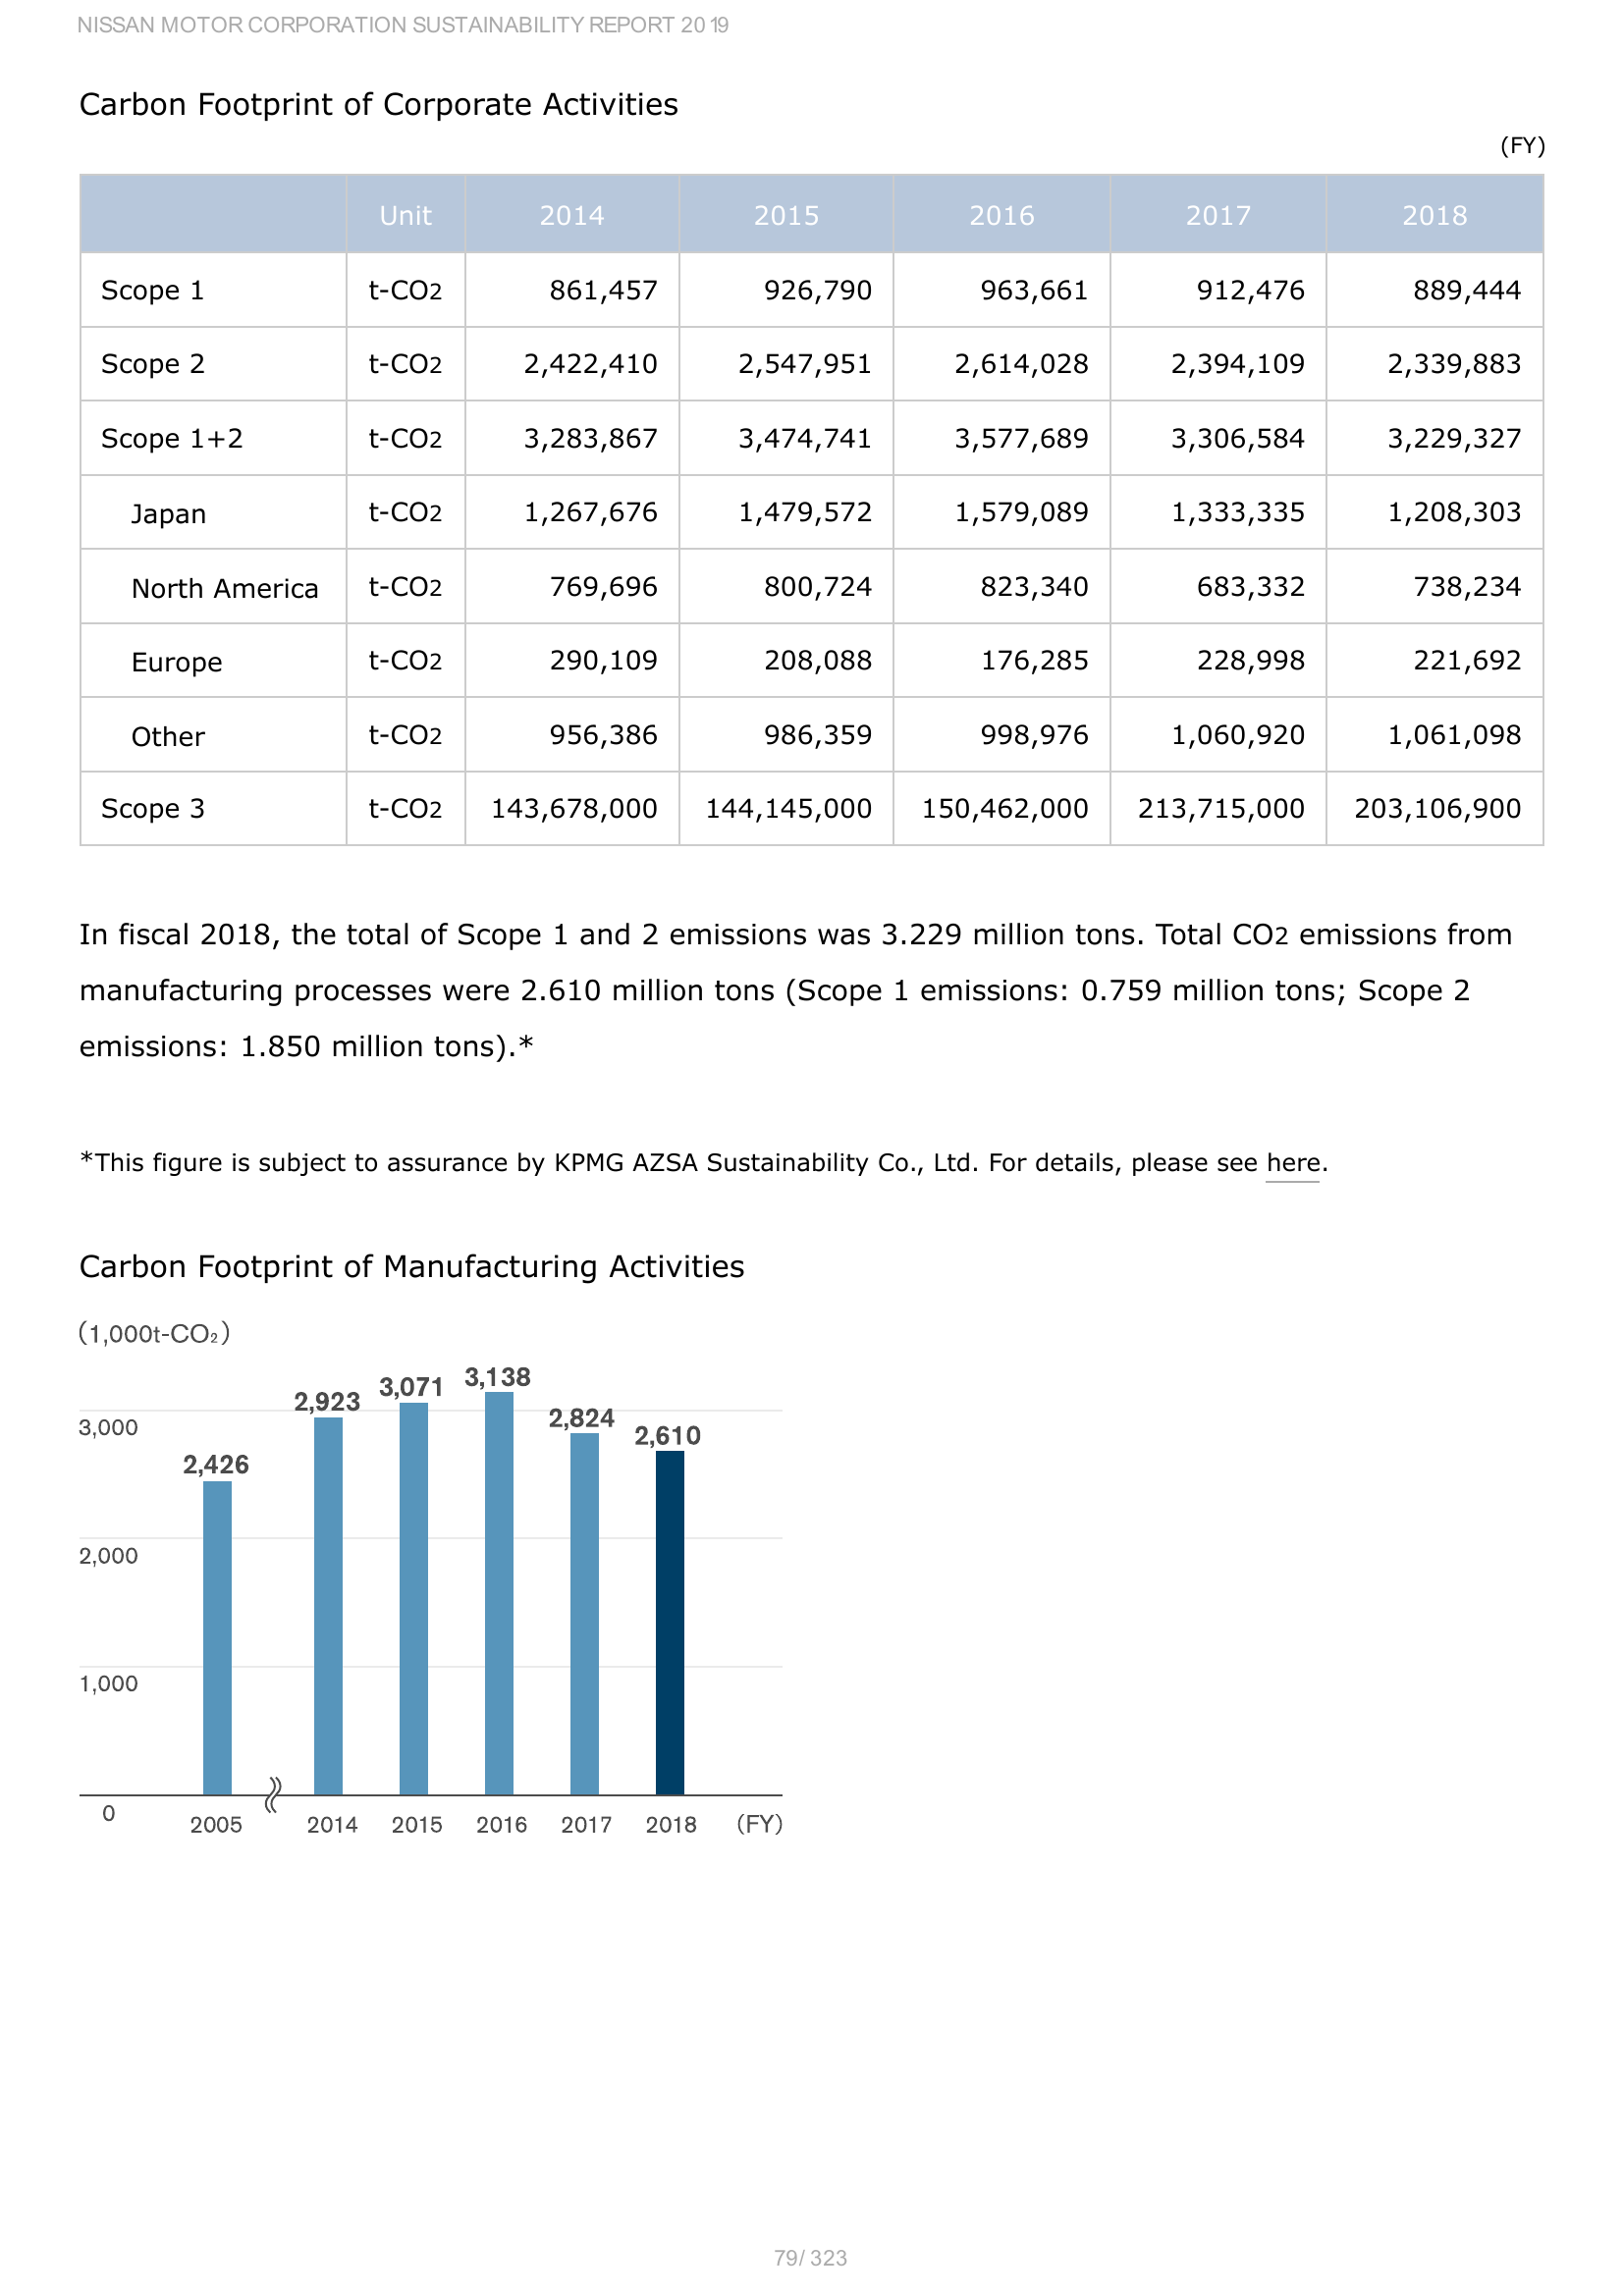 NISSAN MOTOR CORPORATION SUSTAINABILITY REPORT 2019
Carbon Footprint of Corporate Activities
(FY)
Unit 2014 2015 2016 2017 2018
Scope 1 t-CO2 861,457 926,790 963,661 912,476 889,444
Scope 2 t-CO2 2,422,410 2,547,951 2,614,028 2,394,109 2,339,883
Scope 1+2 t-CO2 3,283,867 3,474,741 3,577,689 3,306,584 3,229,327
Japan t-CO2 1,267,676 1,479,572 1,579,089 1,333,335 1,208,303
North America t-CO2 769,696 800,724 823,340 683,332 738,234
Europe t-CO2 290,109 208,088 176,285 228,998 221,692
Other t-CO2 956,386 986,359 998,976 1,060,920 1,061,098
Scope 3 t-CO2 143,678,000 144,145,000 150,462,000 213,715,000 203,106,900
In fiscal 2018, the total of Scope 1 and 2 emissions was 3.229 million tons. Total CO2 emissions from
manufacturing processes were 2.610 million tons (Scope 1 emissions: 0.759 million tons; Scope 2
emissions: 1.850 million tons).*
*This figure is subject to assurance by KPMG AZSA Sustainability Co., Ltd. For details, please see here.
Carbon Footprint of Manufacturing Activities
(1,000t-CO₂)
3,138
3,071
2,923
2,824
3,000
2,610
2,426
2,000
1,000
0
2005 2014 2015 2016 2017 2018 (FY)
79/ 323